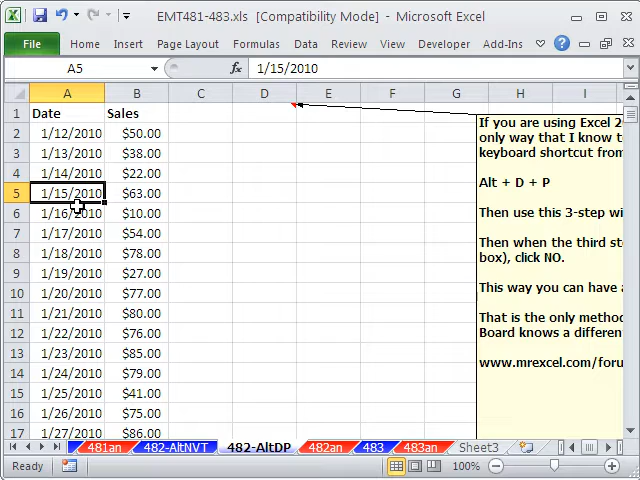 EMT481-483.xls [Compatibility Mode] - Microsoft Excel
File Home Insert Page Layout Formulas Data Review View Developer Add-Ins
A5 fx 1/15/2010
A B C D E F G H I
1 Date Sales
2 1/12/2010 $50.00
3 1/13/2010 $38.00
4 1/14/2010 $22.00
5 1/15/2010 $63.00
6 1/16/2010 $10.00
7 1/17/2010 $54.00
8 1/18/2010 $78.00
9 1/19/2010 $27.00
10 1/20/2010 $77.00
11 1/21/2010 $80.00
12 1/22/2010 $76.00
13 1/23/2010 $85.00
14 1/24/2010 $79.00
15 1/25/2010 $41.00
16 1/26/2010 $75.00
17 1/27/2010 $86.00
If you are using Excel 2
only way that I know t
keyboard shortcut from
Alt + D + P
Then use this 3-step wi
Then when the third st
box), click NO.
This way you can have a
That is the only metho
Board knows a different
www.mrexcel.com/foru
481an 482-AltNVT 482-AltDP 482an 483 483an Sheet3
Ready 100%